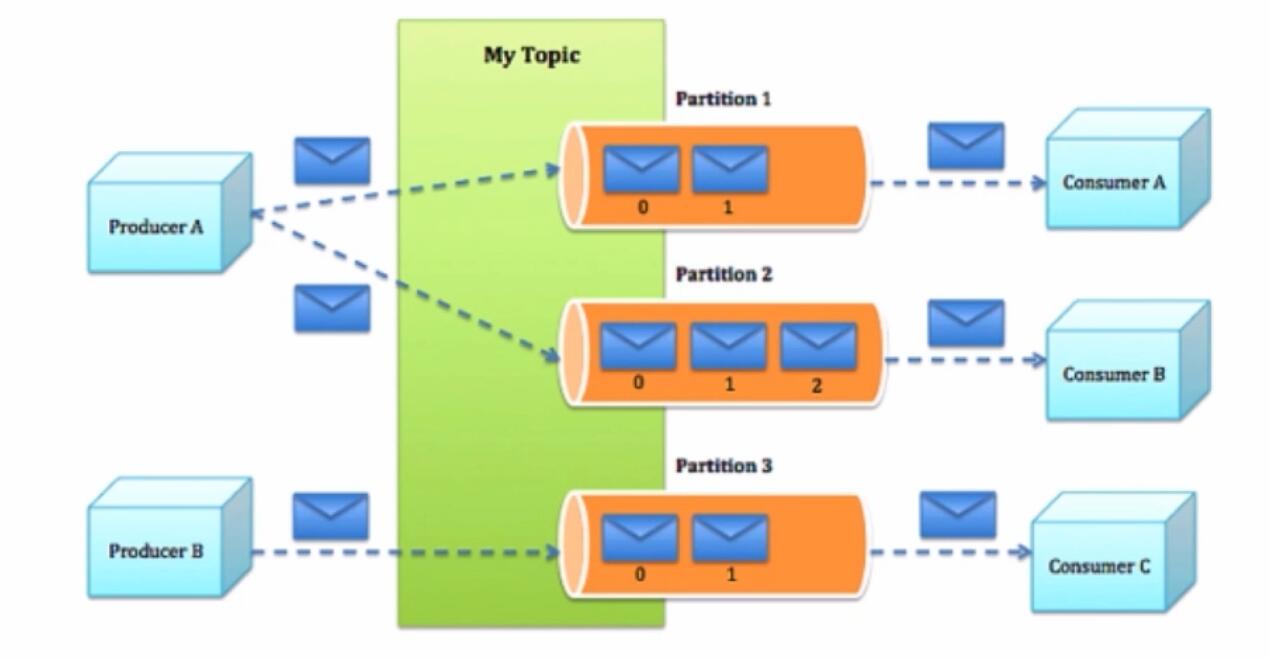 My Topic
Partition 1
0 1
Producer A
Consumer A
Partition 2
0 1 2
Consumer B
Partition 3
0 1
Producer B
Consumer C